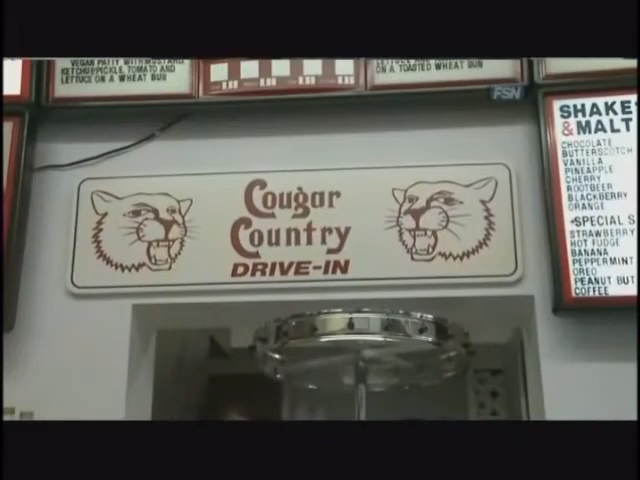 VEGAN PATTY WITH MUSTARD
KETCHUP, PICKLE, TOMATO AND
LETTUCE ON A WHEAT BUN
ON A TOASTED WHEAT BUN
FSN
Cougar
Country
DRIVE-IN
SHAKE
& MALT
CHOCOLATE
BUTTERSCOTCH
VANILLA
PINEAPPLE
CHERRY
ROOTBEER
BLACKBERRY
ORANGE
*SPECIAL S
STRAWBERRY
HOT FUDGE
BANANA
PEPPERMINT
OREO
PEANUT BUT
COFFEE